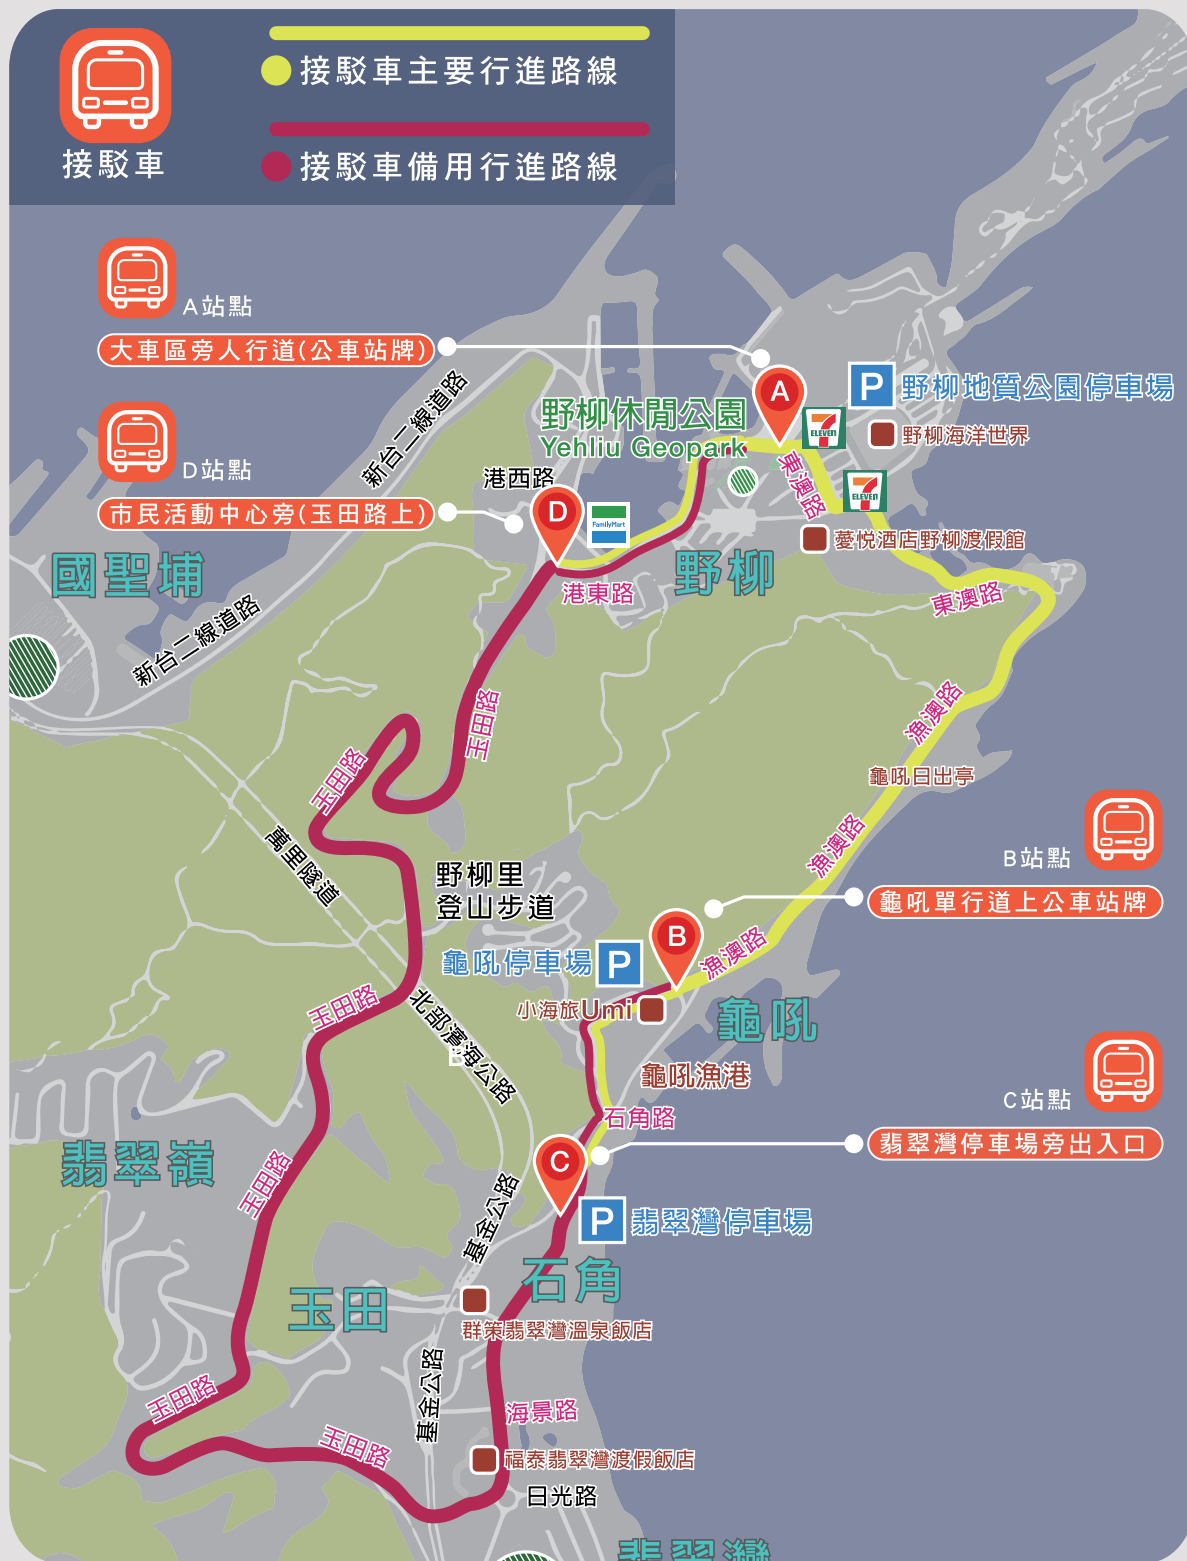 接駁車
接駁車主要行進路線
接駁車備用行進路線
A站點
大車區旁人行道(公車站牌)
D站點
市民活動中心旁(玉田路上)
新台二線道路
野柳休閒公園
Yehliu Geopark
港西路
A
P
野柳地質公園停車場
7
ELEVEN
野柳海洋世界
東澳路
7
ELEVEN
D
FamilyMart
薆悅酒店野柳渡假館
國聖埔
野柳
港東路
東澳路
新台二線道路
玉田路
漁澳路
玉田路
龜吼日出亭
漁澳路
萬里隧道
野柳里
登山步道
B站點
龜吼單行道上公車站牌
B
漁澳路
龜吼停車場
P
小海旅Umi
龜吼
玉田路
北部濱海公路
龜吼漁港
C站點
石角路
翡翠灣停車場旁出入口
翡翠嶺
玉田路
C
基金公路
P
翡翠灣停車場
石角
玉田
群策翡翠灣溫泉飯店
基金公路
玉田路
海景路
玉田路
福泰翡翠灣渡假飯店
日光路
翡翠灣